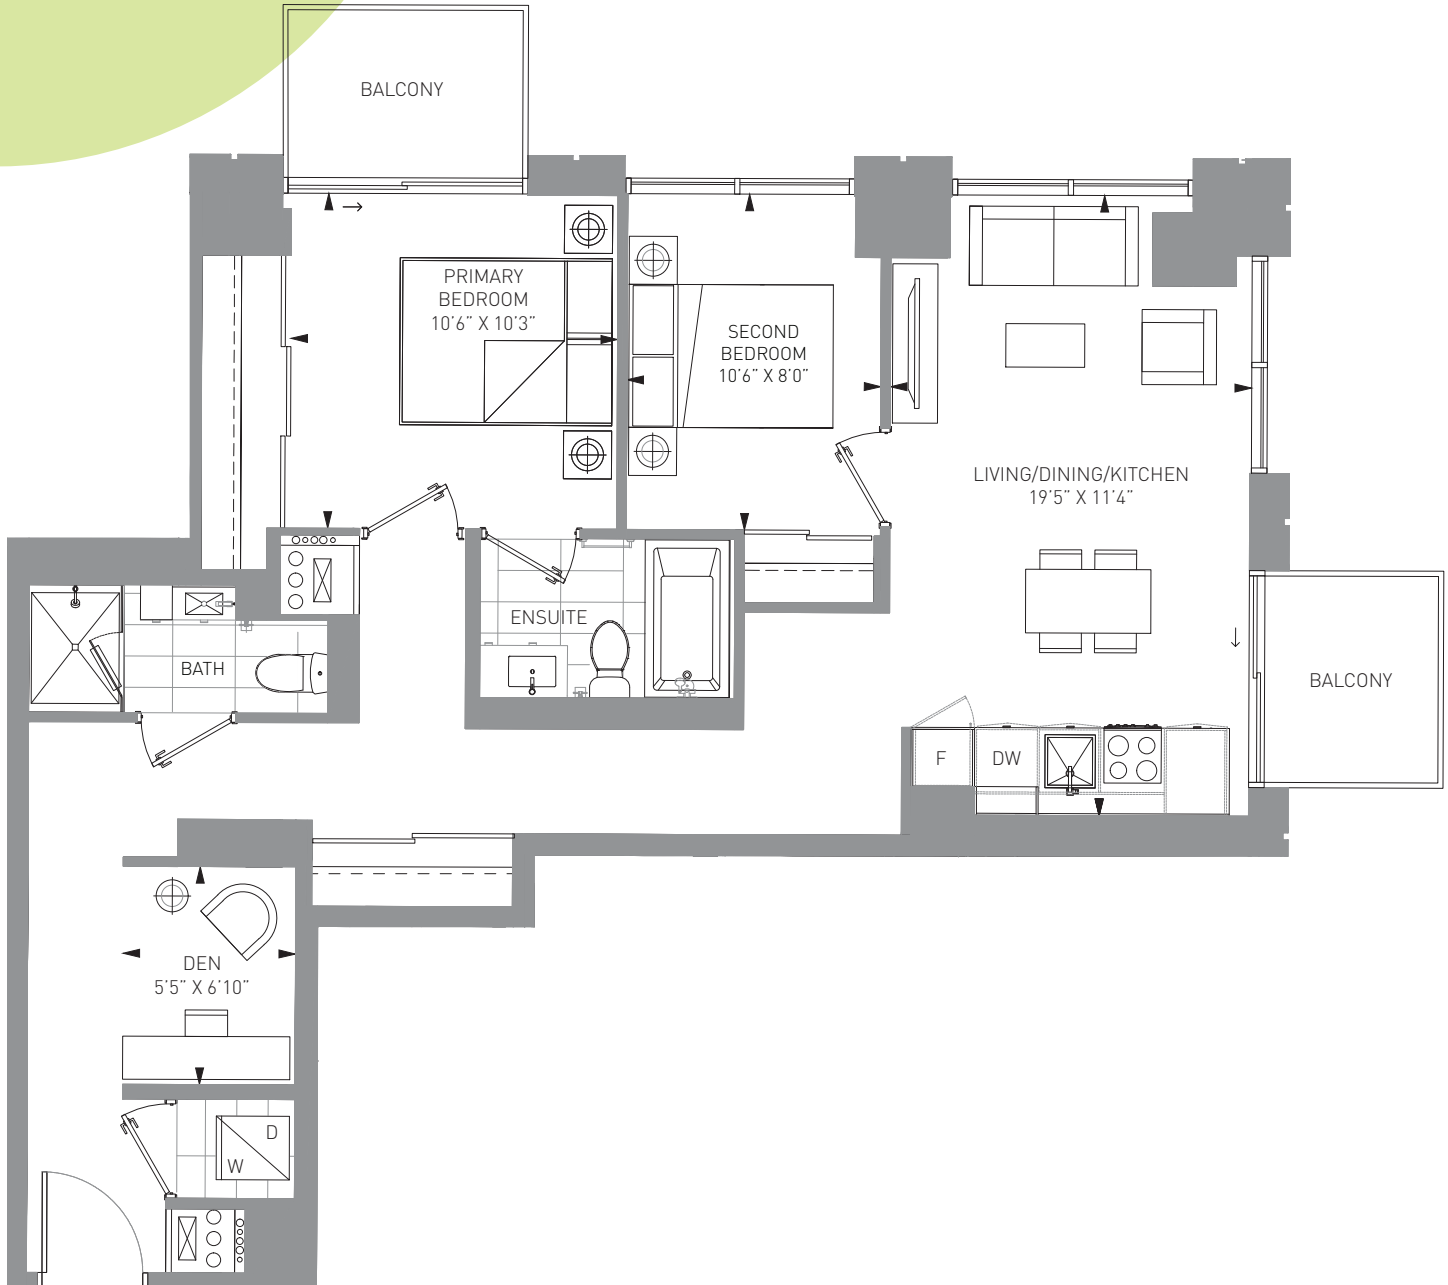 BALCONY
PRIMARY
BEDROOM
10'6" X 10'3"
SECOND
BEDROOM
10'6" X 8'0"
LIVING/DINING/KITCHEN
19'5" X 11'4"
ENSUITE
BATH
BALCONY
F
DW
DEN
5'5" X 6'10"
D
W